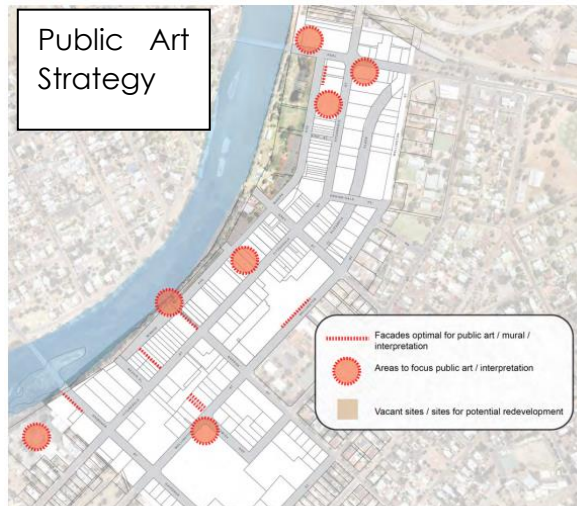 Public Art
Strategy
Facades optimal for public art / mural /
interpretation
Areas to focus public art / interpretation
Vacant sites / sites for potential redevelopment